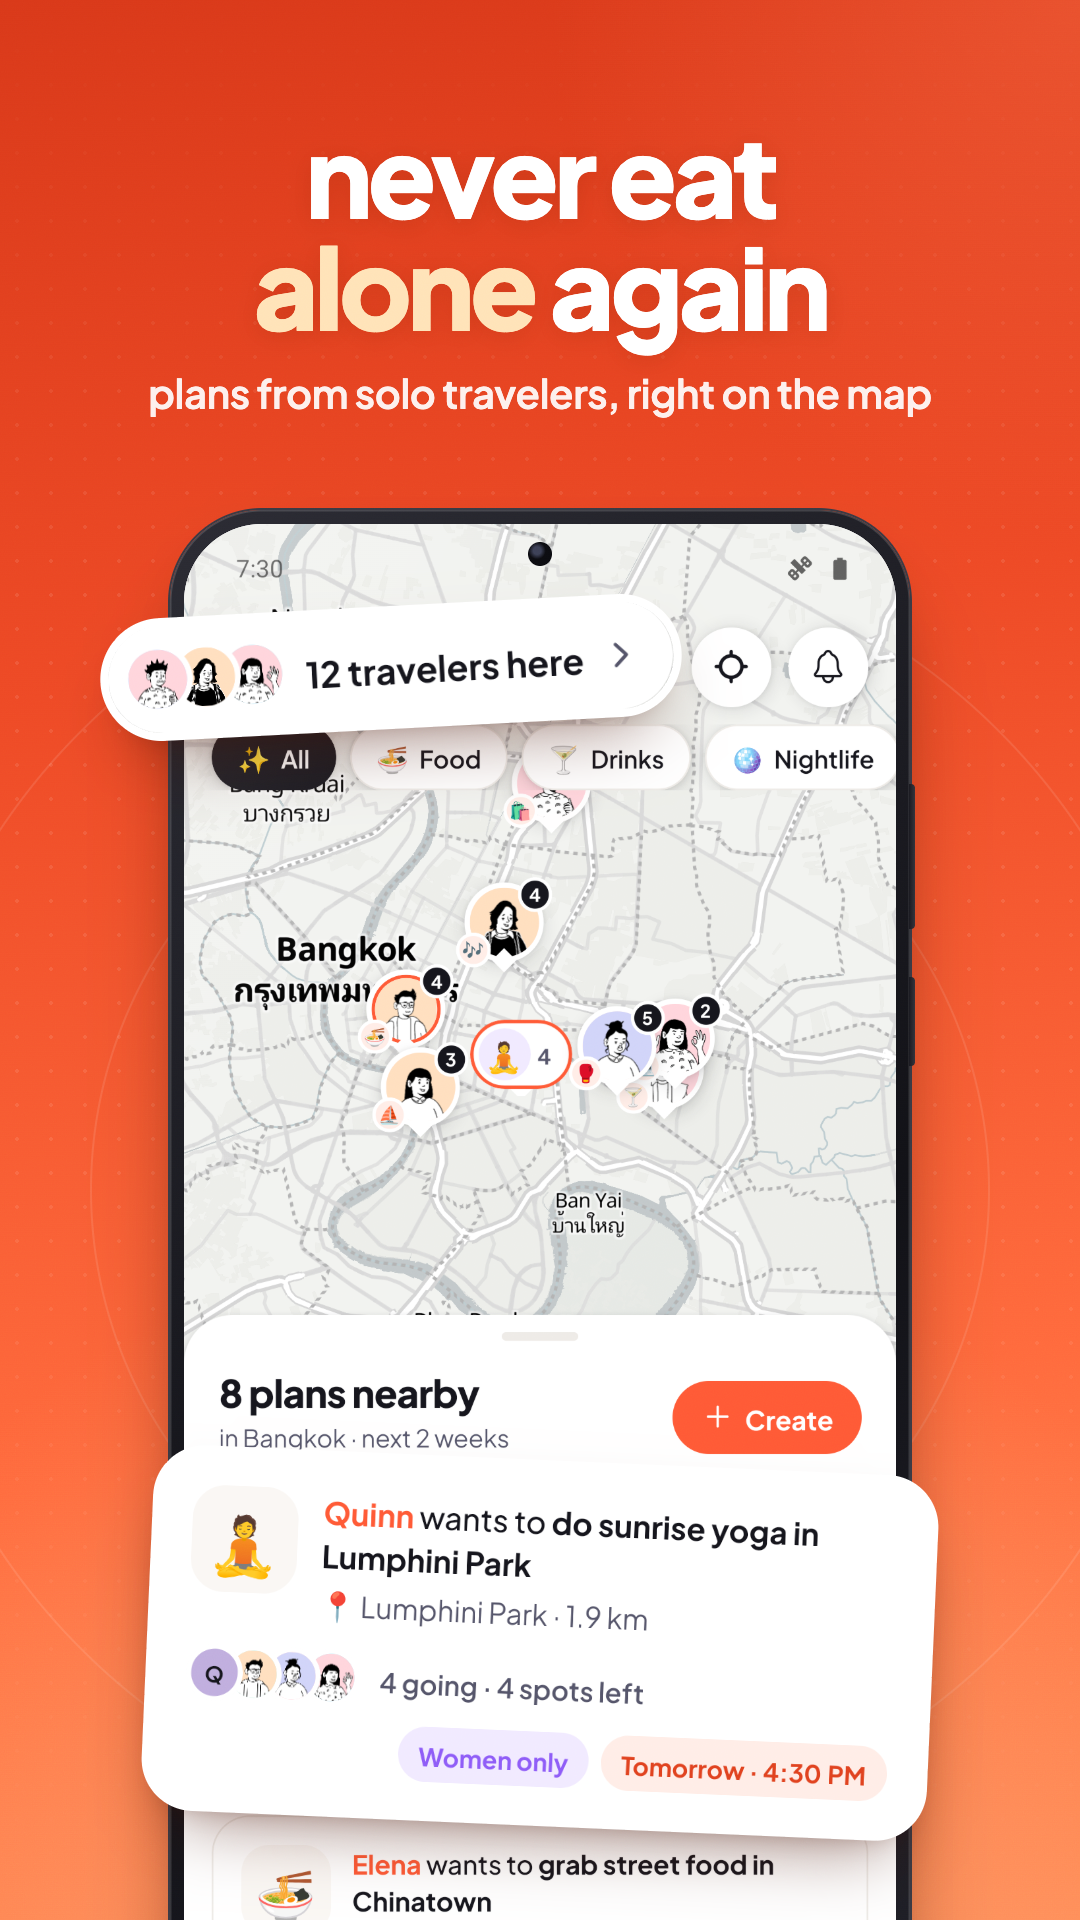 never eat
alone again
plans from solo travelers, right on the map
7:30
12 travelers here
All
Food
Drinks
Nightlife
บางกรวย
4
Bangkok
4
5
2
4
3
Ban Yai
บ้านใหญ่
8 plans nearby
in Bangkok · next 2 weeks
+ Create
Quinn wants to do sunrise yoga in
Lumphini Park
Lumphini Park · 1.9 km
Q
4 going · 4 spots left
Women only
Tomorrow · 4:30 PM
Elena wants to grab street food in
Chinatown